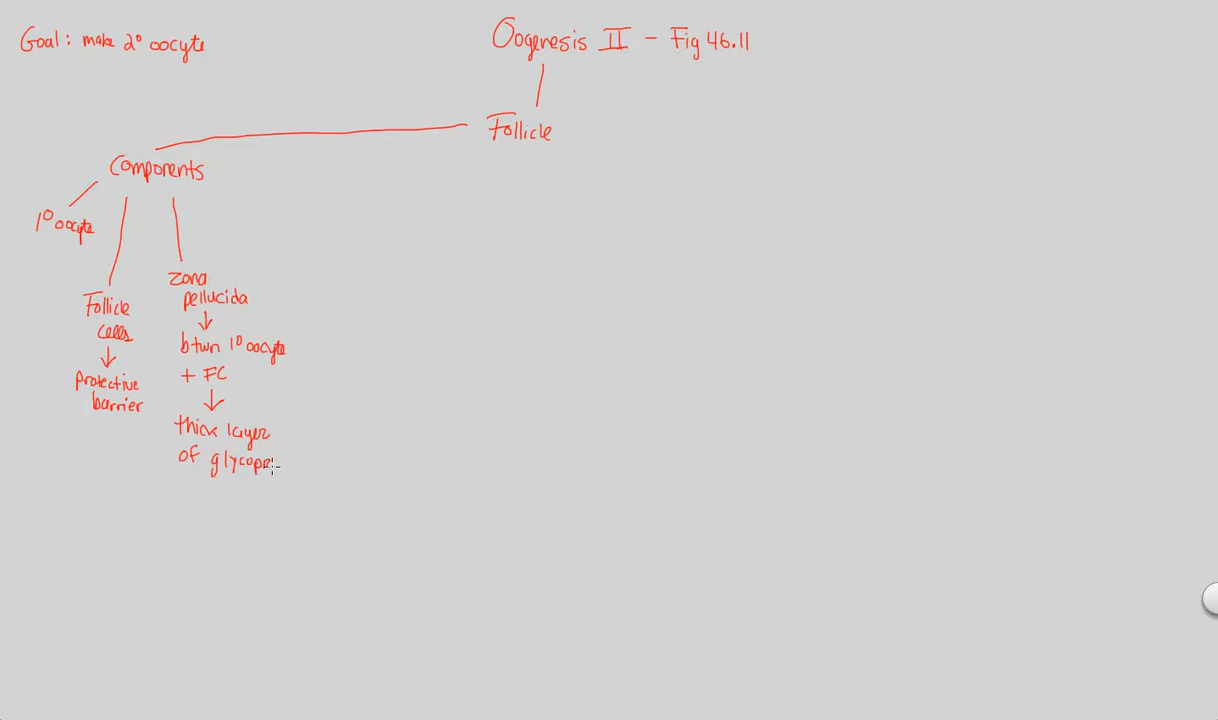 Goal: make 2° oocyte
Oogenesis II - Fig 46.11
Follicle
Components
1° oocyte
Follicle
cells
↓
Protective
barrier
Zona
pellucida
↓
btwn 1° oocyte
+ FC
↓
thick layer
of glycopr